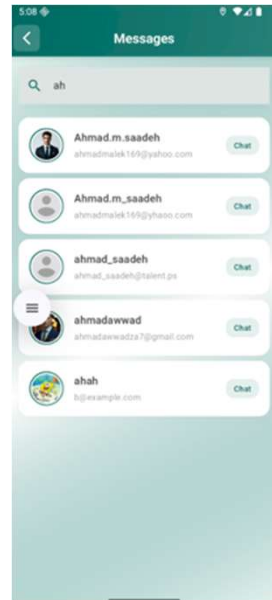 5:08
Messages
ah
Ahmad.m.saadeh
ahmadmalek169@yahoo.com
Chat
Ahmad.m_saadeh
ahmadmalek169@yhaoo.com
Chat
ahmad_saadeh
ahmad_saadeh@talent.ps
Chat
ahmadawwad
ahmadawwadza7@gmail.com
Chat
ahah
b@example.com
Chat